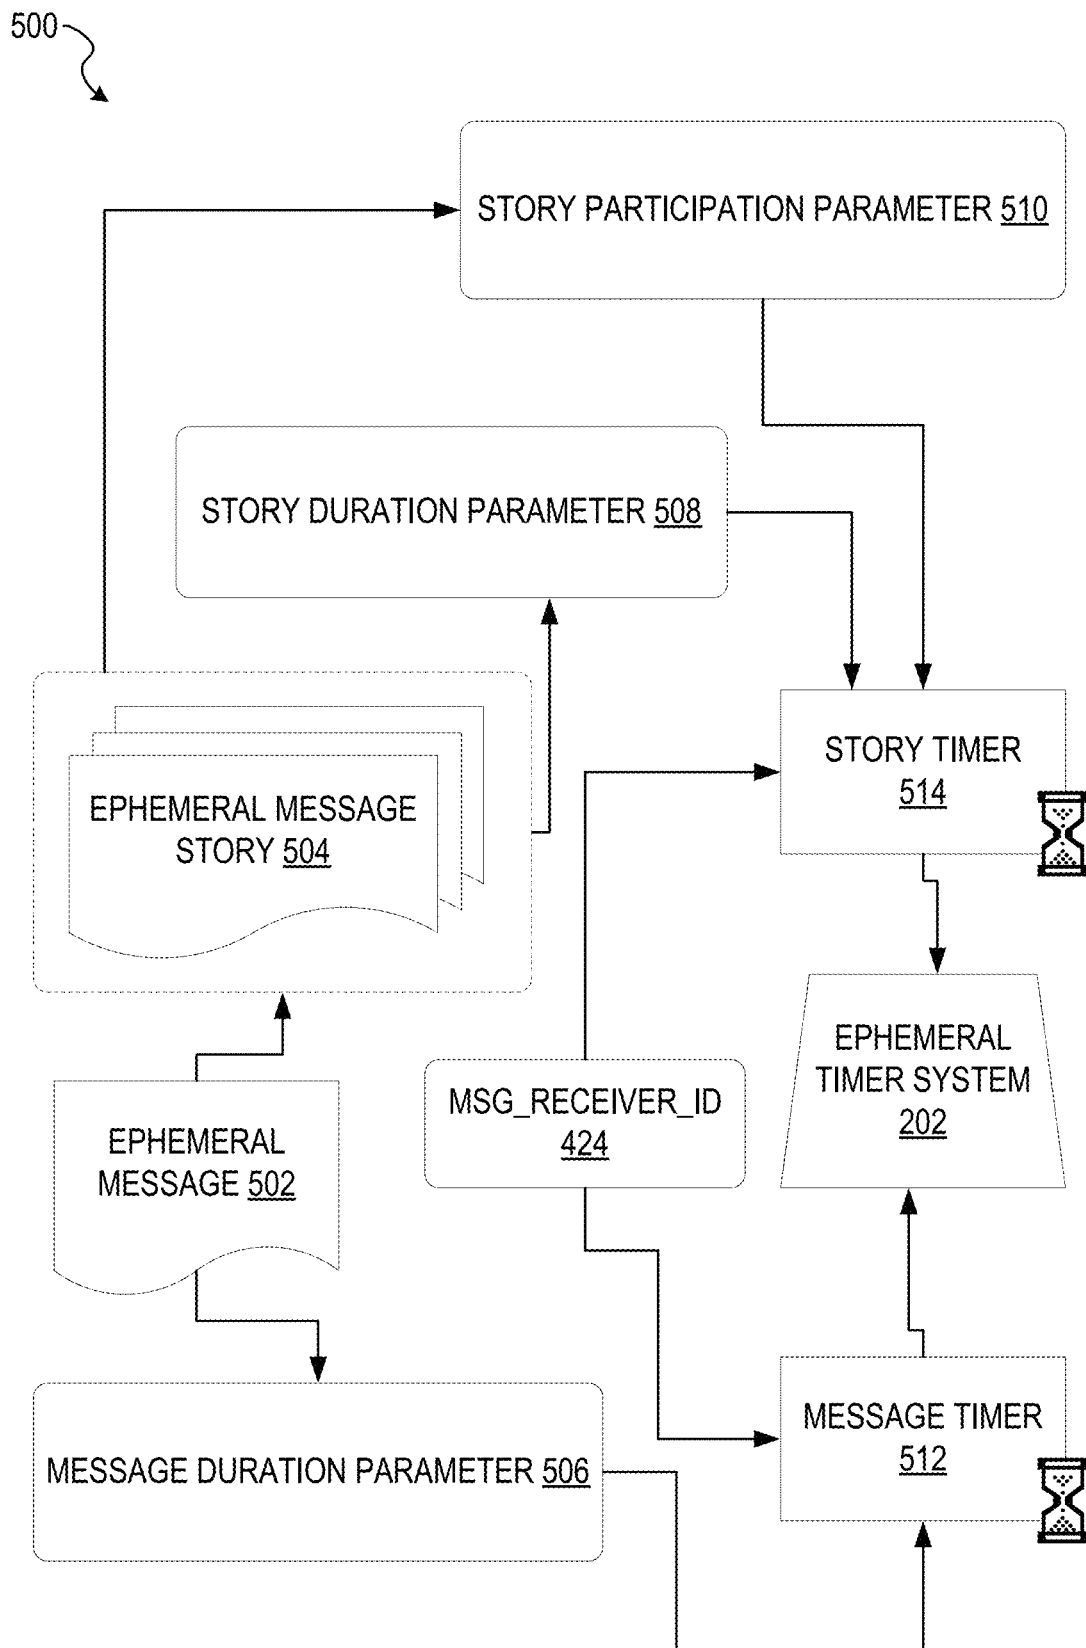 500
STORY PARTICIPATION PARAMETER 510
STORY DURATION PARAMETER 508
STORY TIMER
514
EPHEMERAL MESSAGE
STORY 504
EPHEMERAL
TIMER SYSTEM
202
MSG_RECEIVER_ID
424
EPHEMERAL
MESSAGE 502
MESSAGE TIMER
512
MESSAGE DURATION PARAMETER 506